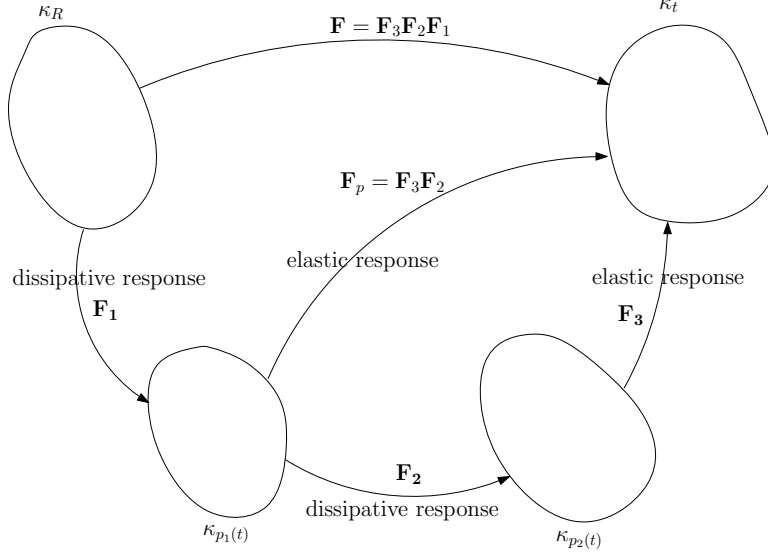 κ_R
κ_t
F = F_3F_2F_1
F_p = F_3F_2
elastic response
dissipative response
elastic response
F_1
F_3
F_2
dissipative response
κ_{p_1(t)}
κ_{p_2(t)}